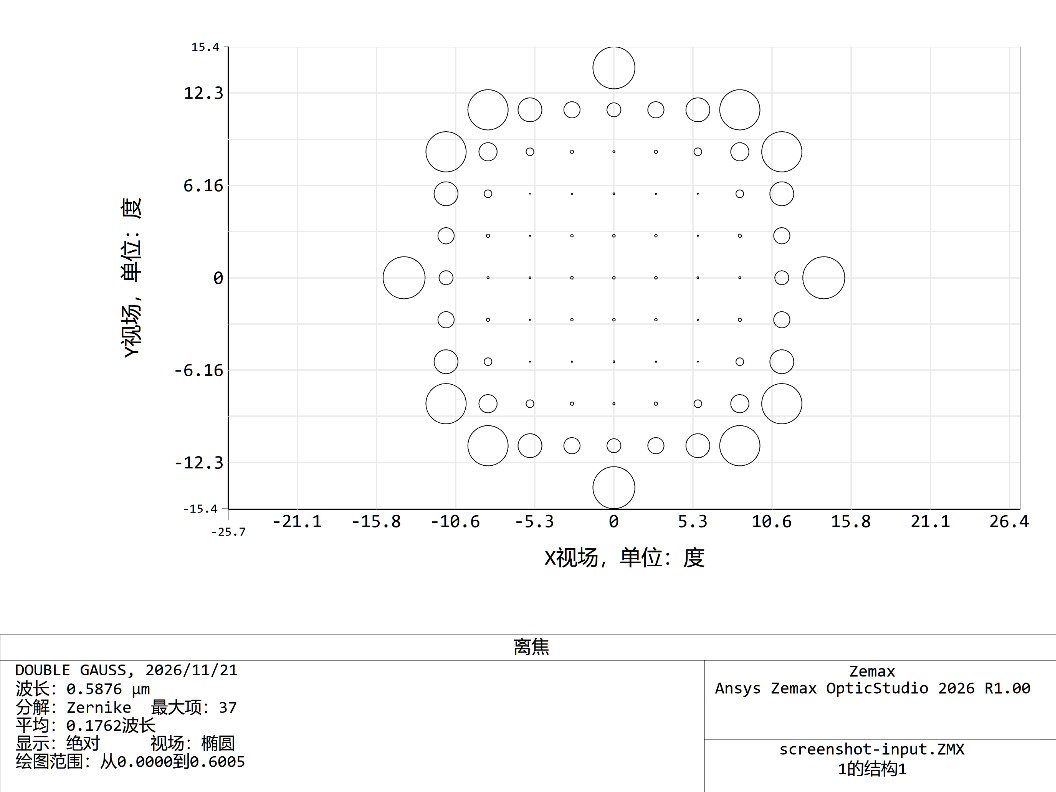 15.4
12.3
6.16
0
-6.16
-12.3
-15.4
Y视场，单位：度
-25.7
-21.1 -15.8 -10.6 -5.3 0 5.3 10.6 15.8 21.1 26.4
X视场，单位：度
离焦
DOUBLE GAUSS, 2026/11/21
波长：0.5876 µm
分解：Zernike 最大项：37
平均：0.1762波长
显示：绝对 视场：椭圆
绘图范围：从0.0000到0.6005
Zemax
Ansys Zemax OpticStudio 2026 R1.00
screenshot-input.ZMX
1的结构1